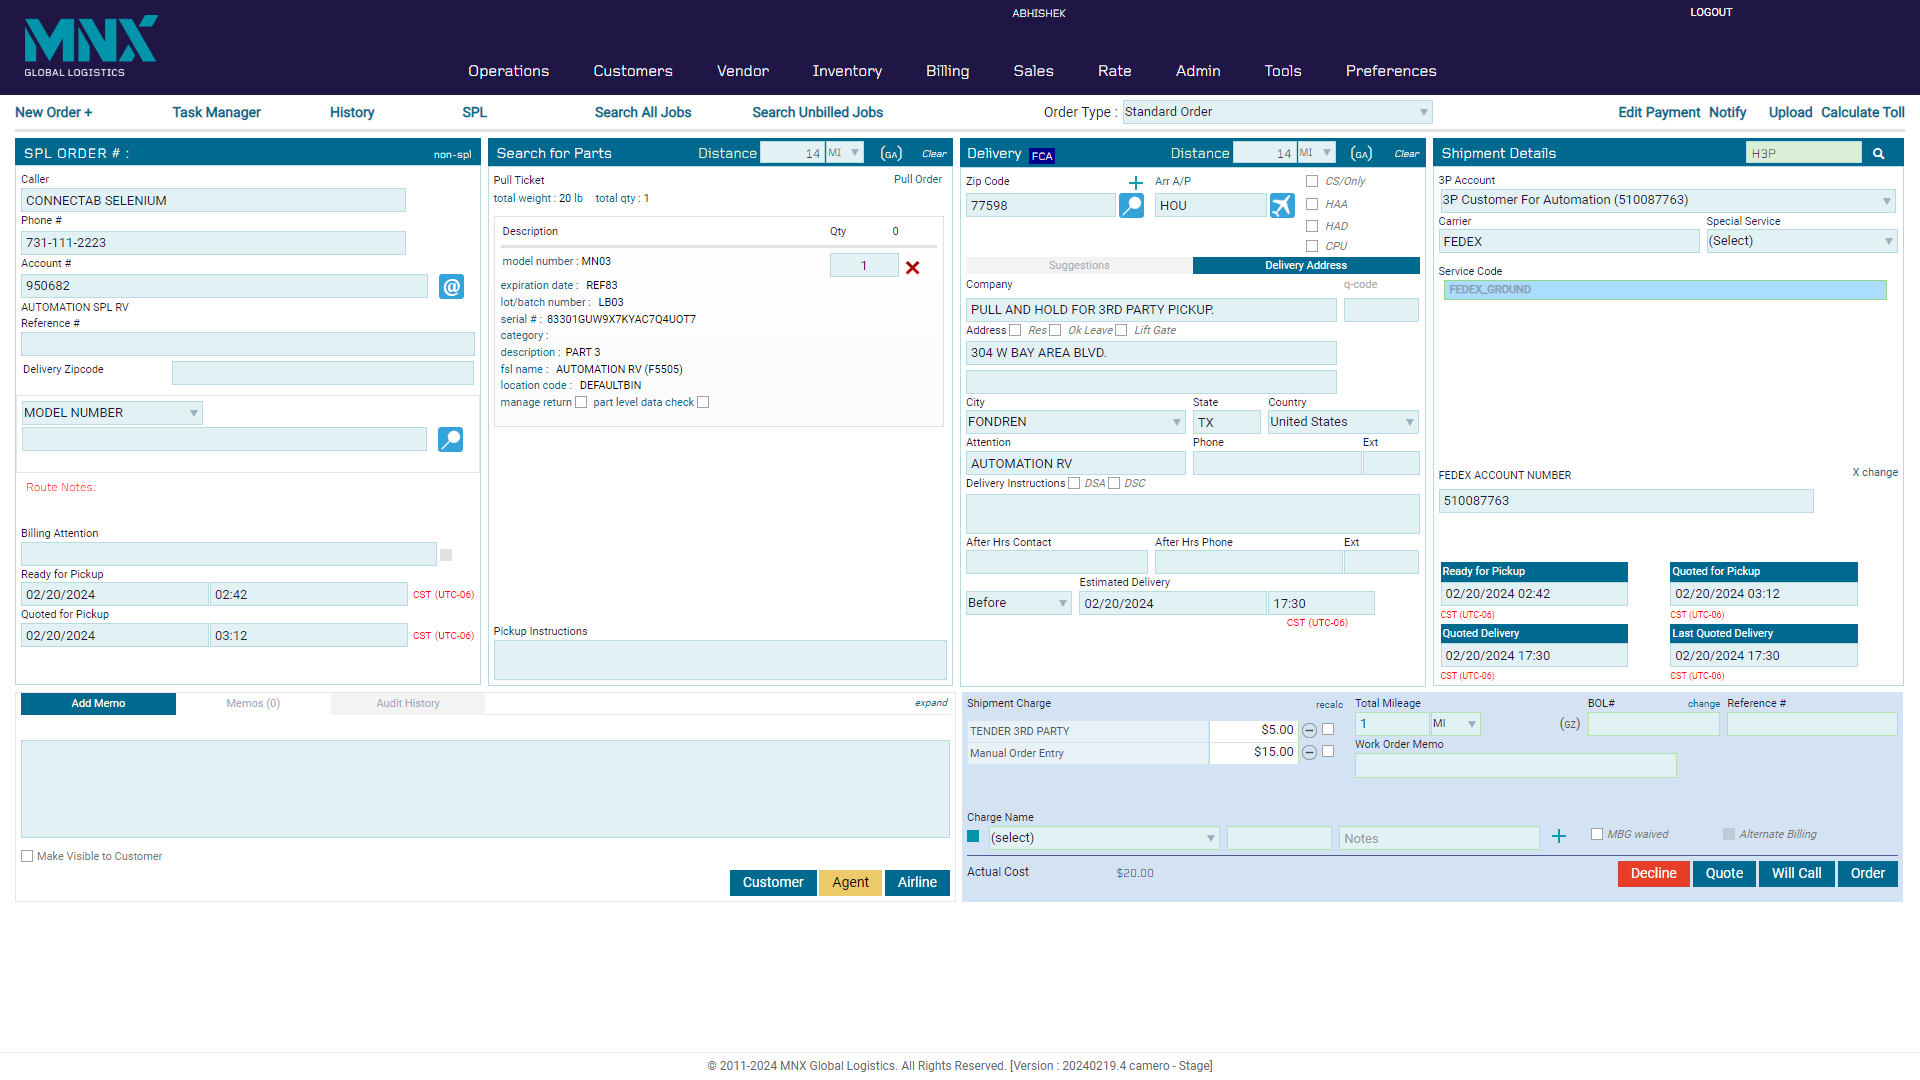 MNX
GLOBAL LOGISTICS
ABHISHEK
LOGOUT
Operations Customers Vendor Inventory Billing Sales Rate Admin Tools Preferences
New Order + Task Manager History SPL Search All Jobs Search Unbilled Jobs Order Type : Standard Order Edit Payment Notify Upload Calculate Toll
SPL ORDER # : non-spl
Caller
CONNECTAB SELENIUM
Phone #
731-111-2223
Account #
950682 @
AUTOMATION SPL RV
Reference #
Delivery Zipcode
MODEL NUMBER
Route Notes:
Billing Attention
Ready for Pickup
02/20/2024 02:42 CST (UTC-06)
Quoted for Pickup
02/20/2024 03:12 CST (UTC-06)
Search for Parts Distance 14 MI (GA) Clear
Pull Ticket Pull Order
total weight : 20 lb total qty : 1
Description Qty 0
model number : MN03 1
expiration date : REF83
lot/batch number : LB03
serial # : 83301GUW9X7KYAC7Q4UOT7
category :
description : PART 3
fsl name : AUTOMATION RV (F5505)
location code : DEFAULTBIN
manage return part level data check
Pickup Instructions
Delivery FCA Distance 14 MI (GA) Clear
Zip Code + Arr A/P CS/Only
77598 HOU HAA
HAD
CPU
Suggestions Delivery Address
Company q-code
PULL AND HOLD FOR 3RD PARTY PICKUP.
Address Res Ok Leave Lift Gate
304 W BAY AREA BLVD.
City State Country
FONDREN TX United States
Attention Phone Ext
AUTOMATION RV
Delivery Instructions DSA DSC
After Hrs Contact After Hrs Phone Ext
Estimated Delivery
Before 02/20/2024 17:30
CST (UTC-06)
Shipment Details H3P
3P Account
3P Customer For Automation (510087763)
Carrier Special Service
FEDEX (Select)
Service Code
FEDEX_GROUND
FEDEX ACCOUNT NUMBER X change
510087763
Ready for Pickup Quoted for Pickup
02/20/2024 02:42 02/20/2024 03:12
CST (UTC-06) CST (UTC-06)
Quoted Delivery Last Quoted Delivery
02/20/2024 17:30 02/20/2024 17:30
CST (UTC-06) CST (UTC-06)
Add Memo Memos (0) Audit History expand
Make Visible to Customer
Customer Agent Airline
Shipment Charge recalc Total Mileage BOL# change Reference #
TENDER 3RD PARTY $5.00 1 MI (GZ)
Manual Order Entry $15.00 Work Order Memo
Charge Name
(select) Notes + MBG waived Alternate Billing
Actual Cost $20.00 Decline Quote Will Call Order
© 2011-2024 MNX Global Logistics. All Rights Reserved. [Version : 20240219.4 camero - Stage]